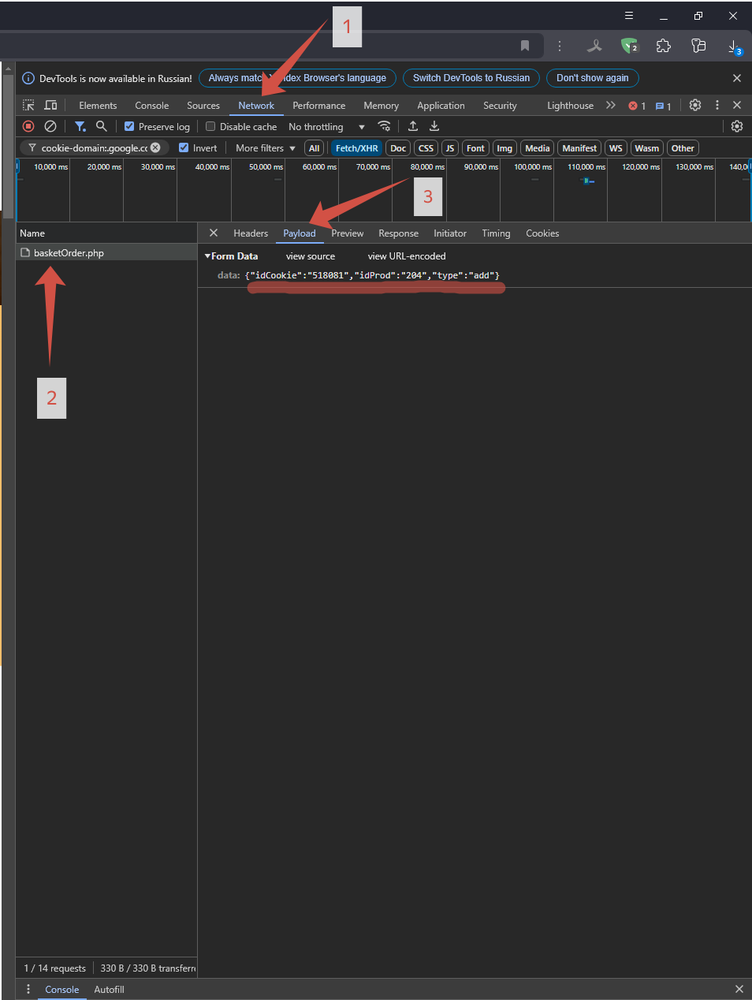 1
2
3
DevTools is now available in Russian!
Always match Yandex Browser's language
Switch DevTools to Russian
Don't show again
Elements
Console
Sources
Network
Performance
Memory
Application
Security
Lighthouse
1
1
Preserve log
Disable cache
No throttling
cookie-domain:.google.co
Invert
More filters
All
Fetch/XHR
Doc
CSS
JS
Font
Img
Media
Manifest
WS
Wasm
Other
10,000 ms
20,000 ms
30,000 ms
40,000 ms
50,000 ms
60,000 ms
70,000 ms
80,000 ms
90,000 ms
100,000 ms
110,000 ms
120,000 ms
130,000 ms
140,0
3
Name
Headers
Payload
Preview
Response
Initiator
Timing
Cookies
basketOrder.php
Form Data
view source
view URL-encoded
data: {"idCookie":"518081","idProd":"204","type":"add"}
2
1 / 14 requests
330 B / 330 B transferre
Console
Autofill